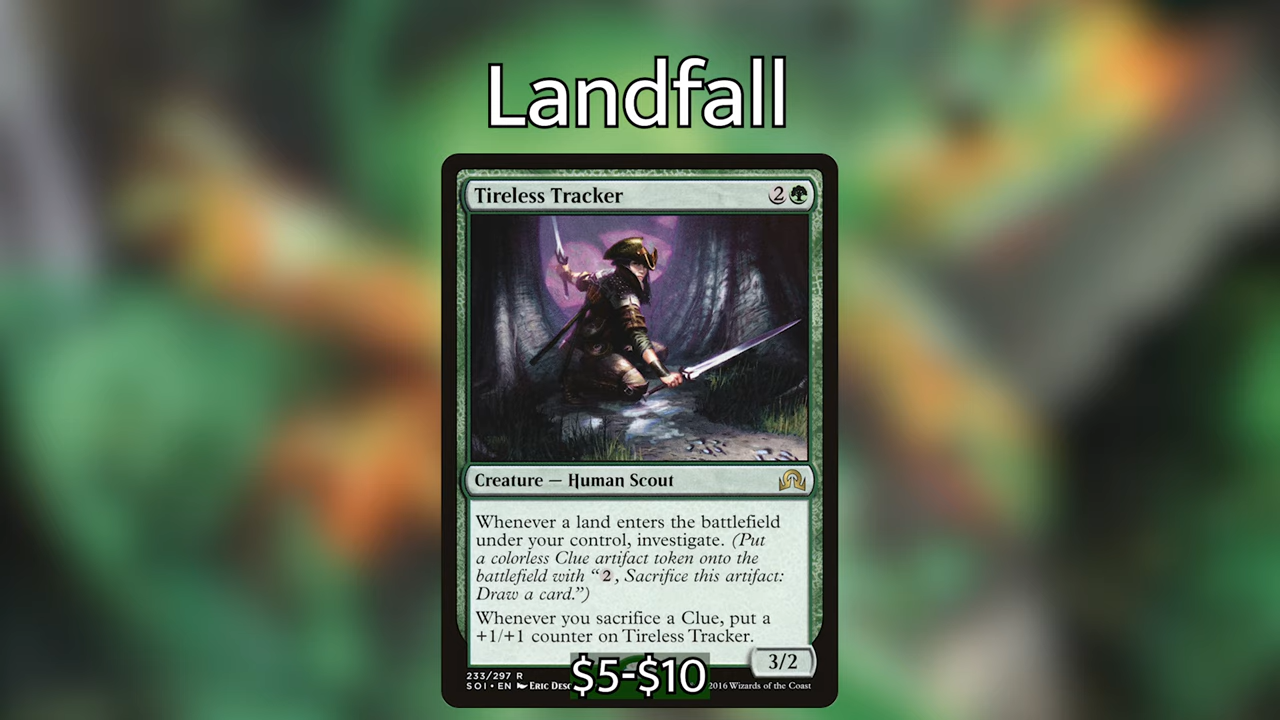 Landfall
Tireless Tracker 2
Creature — Human Scout
Whenever a land enters the battlefield
under your control, investigate. (Put
a colorless Clue artifact token onto the
battlefield with “2, Sacrifice this artifact:
Draw a card.”)
Whenever you sacrifice a Clue, put a
+1/+1 counter on Tireless Tracker.
3/2
$5-$10
233/297 R
SOI • EN Eric 2016 Wizards of the Coast